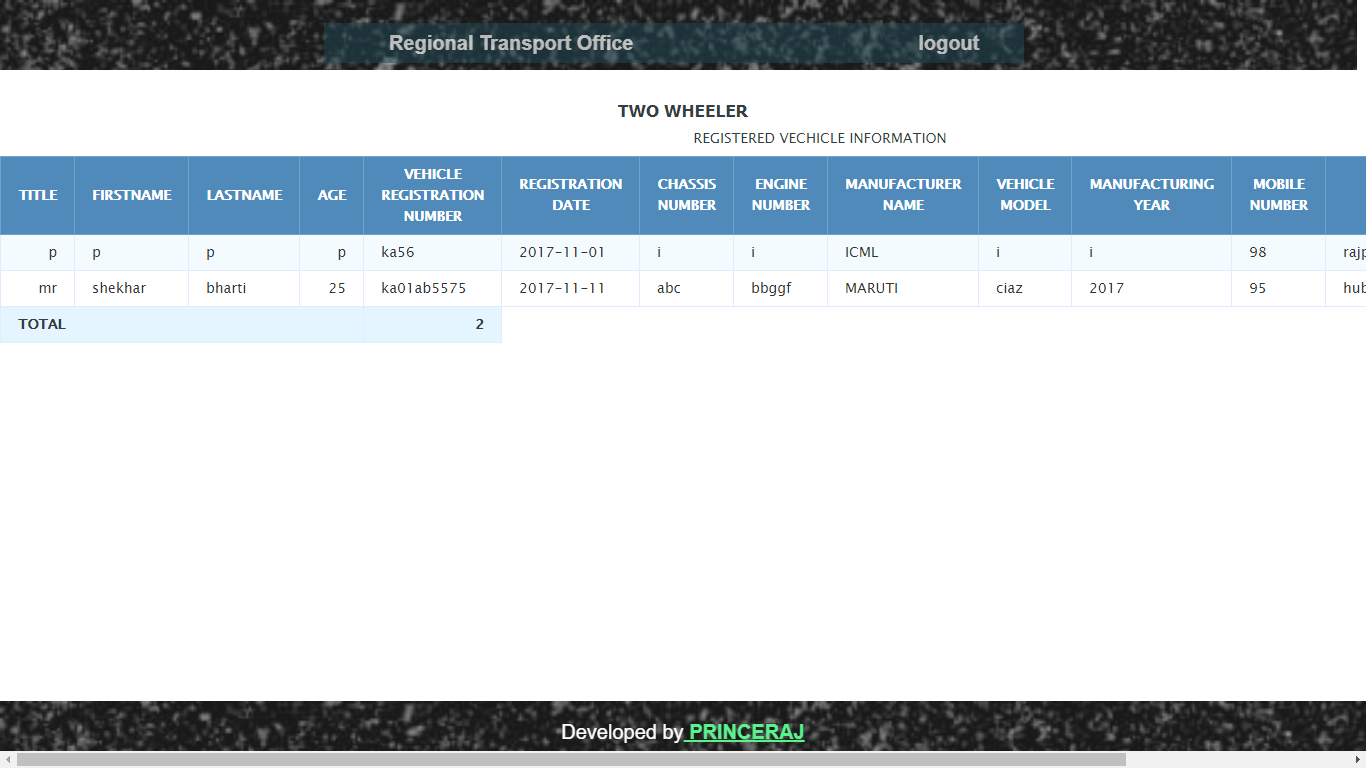 Regional Transport Office logout
TWO WHEELER
REGISTERED VECHICLE INFORMATION
TITLE FIRSTNAME LASTNAME AGE VEHICLE REGISTRATION NUMBER REGISTRATION DATE CHASSIS NUMBER ENGINE NUMBER MANUFACTURER NAME VEHICLE MODEL MANUFACTURING YEAR MOBILE NUMBER
p p p p ka56 2017-11-01 i i ICML i i 98 rajp
mr shekhar bharti 25 ka01ab5575 2017-11-11 abc bbggf MARUTI ciaz 2017 95 hub
TOTAL 2
Developed by PRINCERAJ